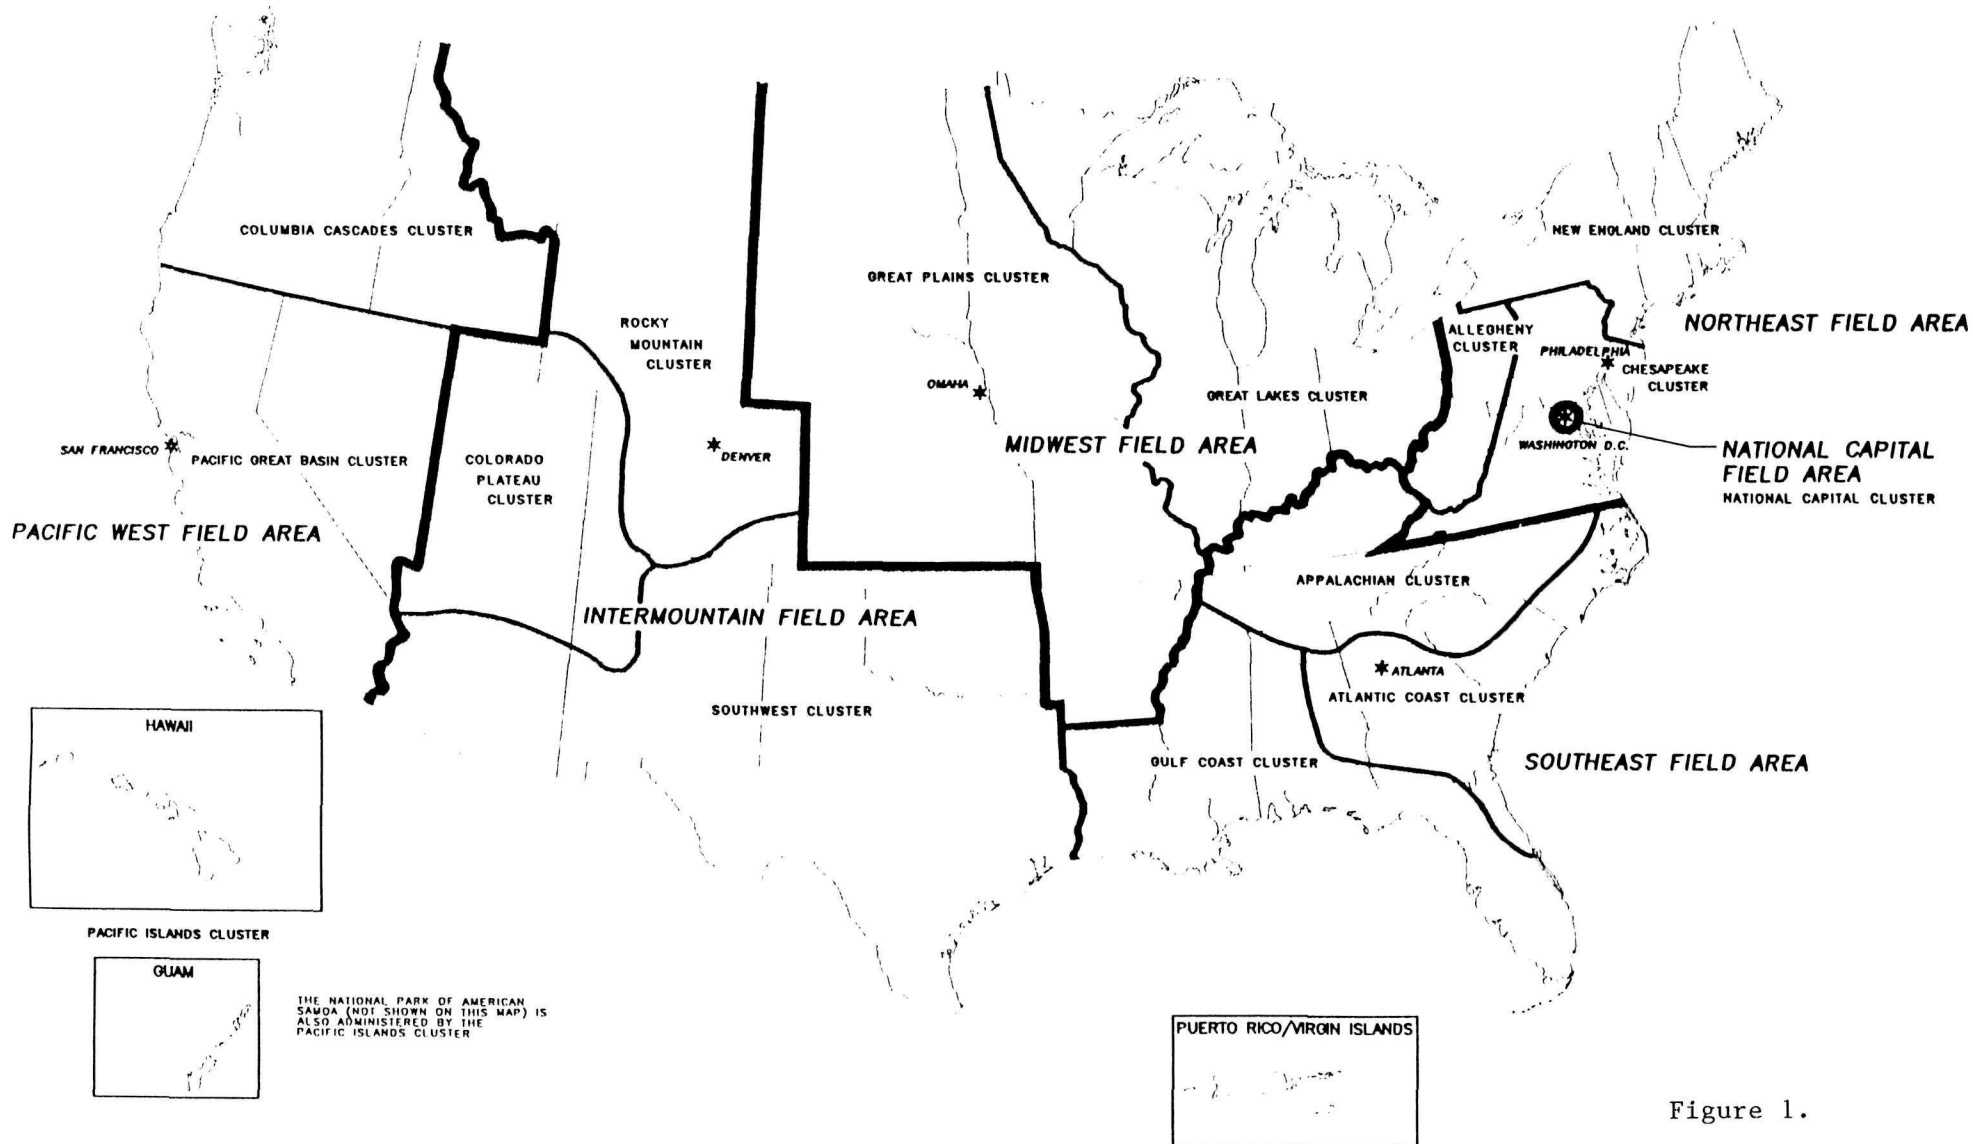 COLUMBIA CASCADES CLUSTER
NEW ENGLAND CLUSTER
GREAT PLAINS CLUSTER
ROCKY
MOUNTAIN
CLUSTER
NORTHEAST FIELD AREA
ALLEGHENY
CLUSTER
PHILADELPHIA
CHESAPEAKE
CLUSTER
OMAHA
GREAT LAKES CLUSTER
MIDWEST FIELD AREA
SAN FRANCISCO
PACIFIC GREAT BASIN CLUSTER
COLORADO
PLATEAU
CLUSTER
DENVER
WASHINGTON D.C.
NATIONAL CAPITAL
FIELD AREA
NATIONAL CAPITAL CLUSTER
PACIFIC WEST FIELD AREA
APPALACHIAN CLUSTER
INTERMOUNTAIN FIELD AREA
ATLANTA
ATLANTIC COAST CLUSTER
SOUTHWEST CLUSTER
HAWAII
GULF COAST CLUSTER
SOUTHEAST FIELD AREA
PACIFIC ISLANDS CLUSTER
GUAM
THE NATIONAL PARK OF AMERICAN
SAMOA (NOT SHOWN ON THIS MAP) IS
ALSO ADMINISTERED BY THE
PACIFIC ISLANDS CLUSTER
PUERTO RICO/VIRGIN ISLANDS
Figure 1.